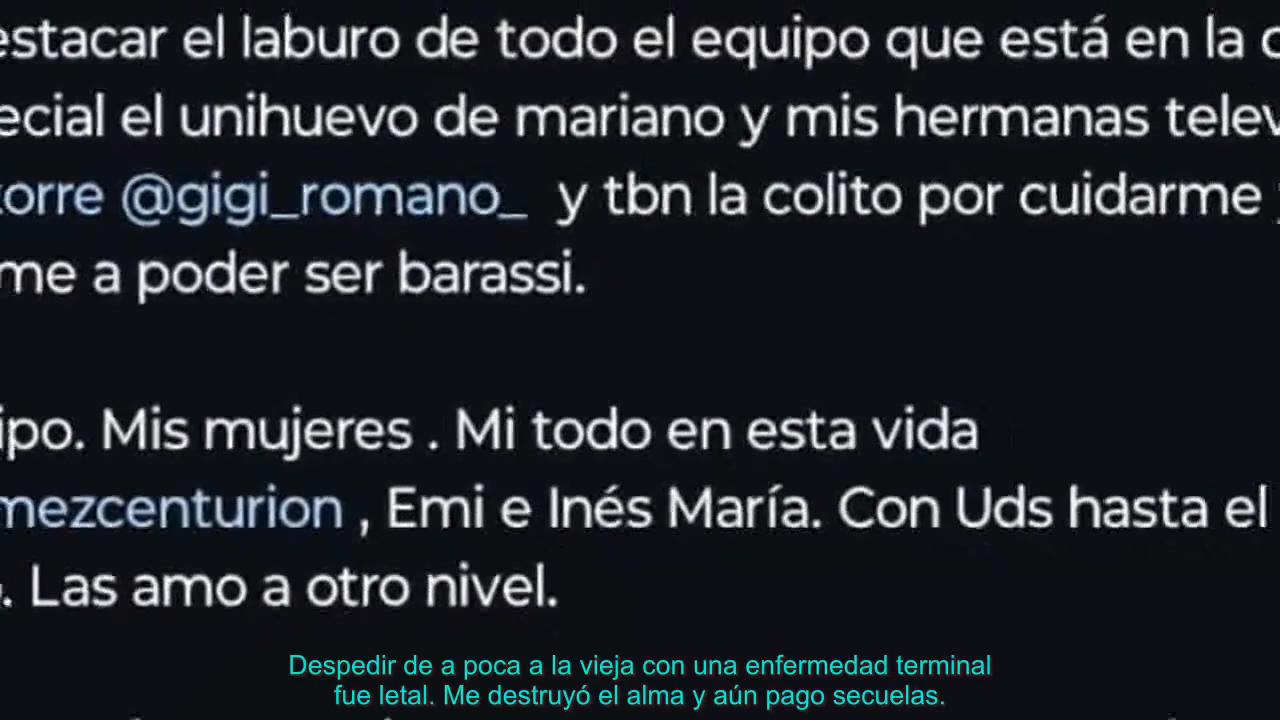 estacar el laburo de todo el equipo que está en la
ecial el unihuevo de mariano y mis hermanas telev
torre @gigi_romano_ y tbn la colito por cuidarme
me a poder ser barassi.
ipo. Mis mujeres . Mi todo en esta vida
mezcenturion , Emi e Inés María. Con Uds hasta el
. Las amo a otro nivel.
Despedir de a poca a la vieja con una enfermedad terminal
fue letal. Me destruyó el alma y aún pago secuelas.